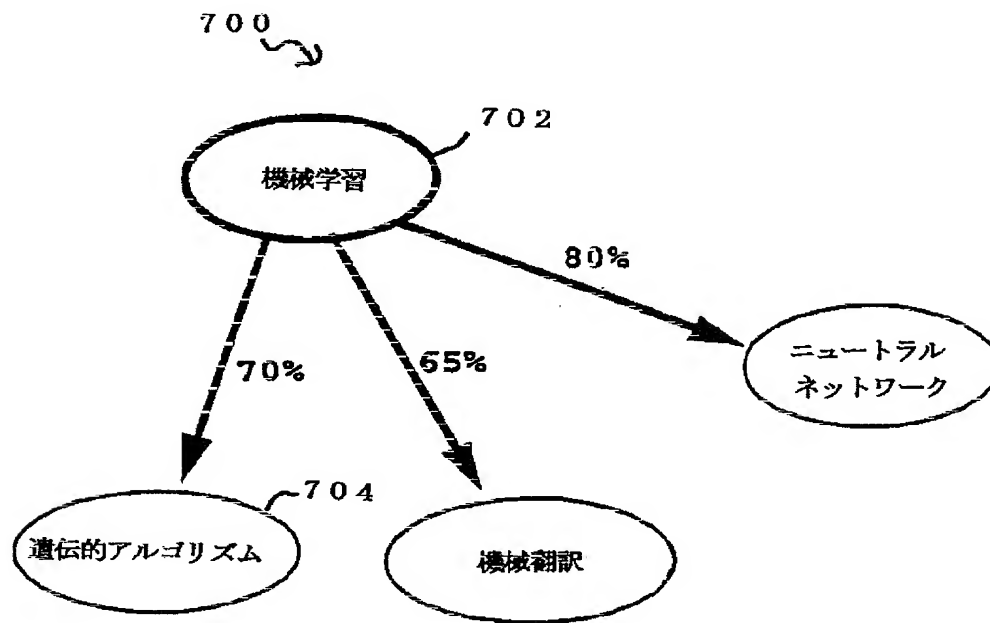 ７００
７０２
機械学習
80%
ニュートラル
ネットワーク
70%
65%
７０４
遺伝的アルゴリズム
機械翻訳